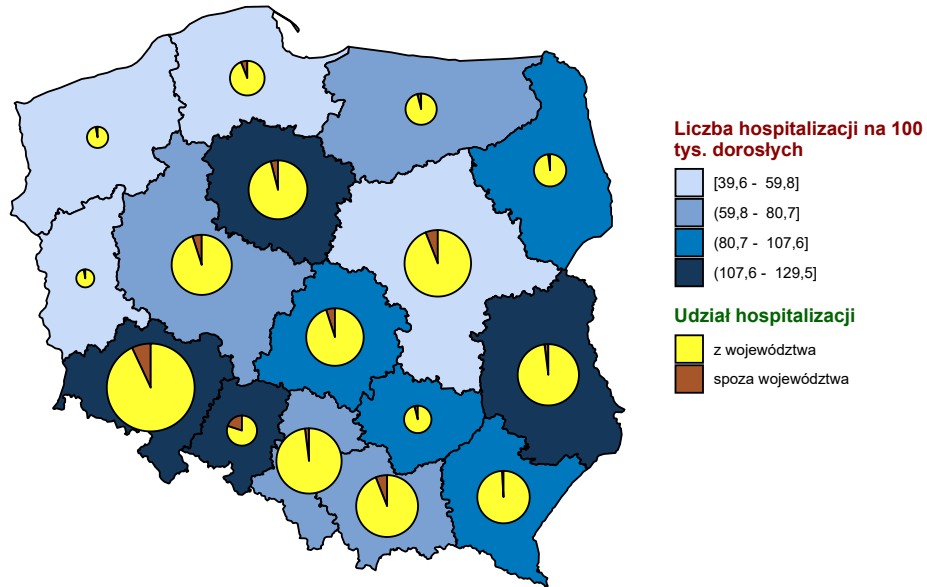 Liczba hospitalizacji na 100
tys. dorosłych
[39,6 - 59,8]
(59,8 - 80,7]
(80,7 - 107,6]
(107,6 - 129,5]
Udział hospitalizacji
z województwa
spoza województwa